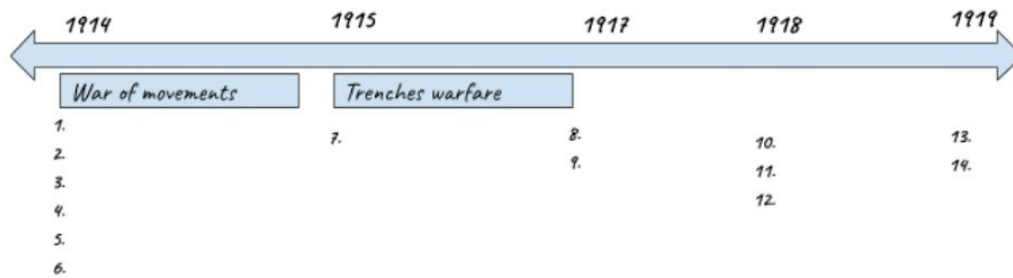 1914 1915 1917 1918 1919
War of movements Trenches warfare
1. 7. 8. 10. 13.
2. 9. 11. 14.
3. 12.
4.
5.
6.